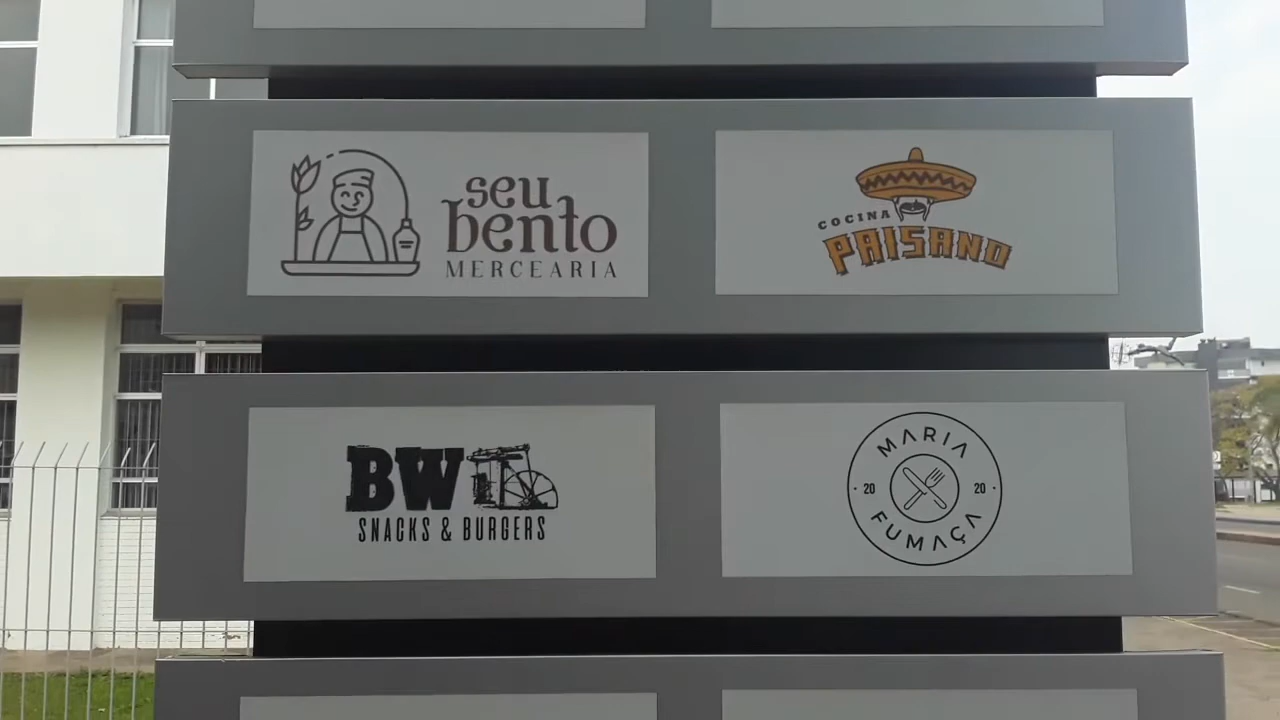 seu
bento
MERCEARIA
COCINA
PAISANO
BW
SNACKS & BURGERS
MARIA
20 20
FUMAÇA